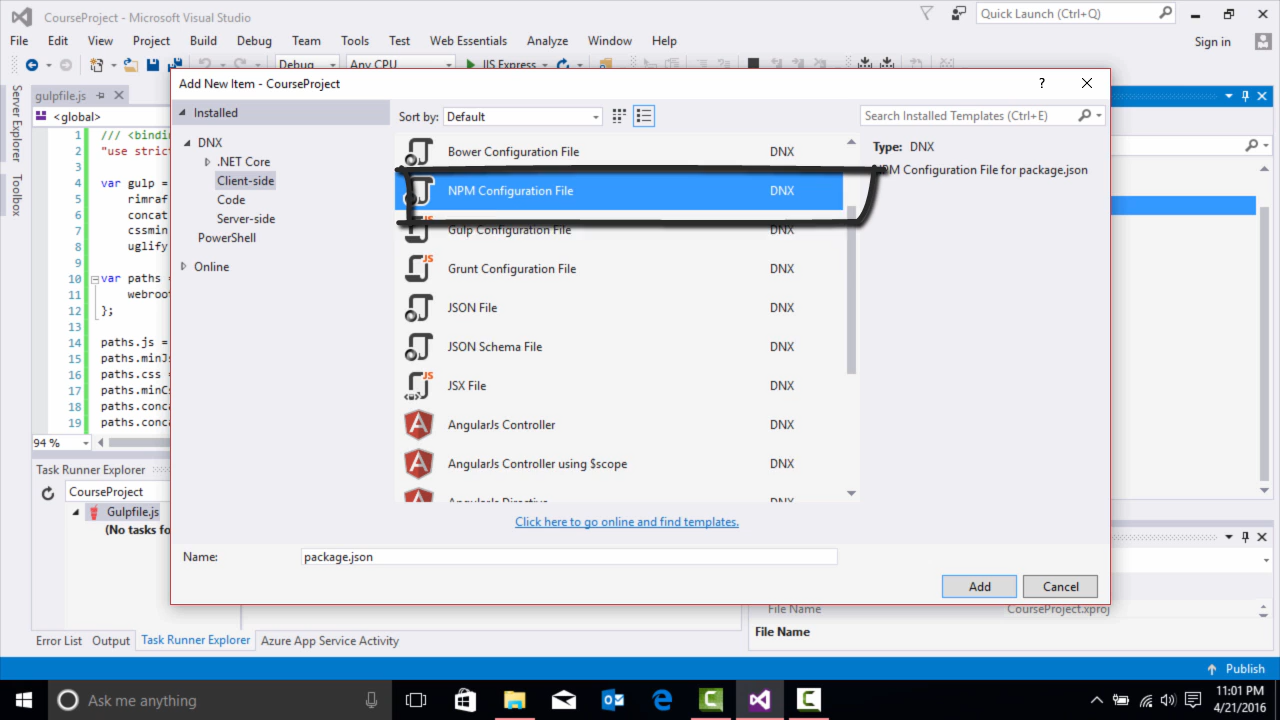 CourseProject - Microsoft Visual Studio
Quick Launch (Ctrl+Q)
File Edit View Project Build Debug Team Tools Test Web Essentials Analyze Window Help
Sign in
Debug Any CPU IIS Express
Server Explorer
Toolbox
gulpfile.js
<global>
1 /// <bindin
2 "use strict
3
4 var gulp =
5 rimraf
6 concat
7 cssmin
8 uglify
9
10 var paths =
11 webroot
12 };
13
14 paths.js =
15 paths.minJs
16 paths.css =
17 paths.minCs
18 paths.conca
19 paths.conca
94 %
Add New Item - CourseProject
?
Installed
DNX
.NET Core
Client-side
Code
Server-side
PowerShell
Online
Sort by: Default
Search Installed Templates (Ctrl+E)
Bower Configuration File DNX
NPM Configuration File DNX
Gulp Configuration File DNX
Grunt Configuration File DNX
JSON File DNX
JSON Schema File DNX
JSX File DNX
AngularJs Controller DNX
AngularJs Controller using $scope DNX
AngularJs Directive DNX
Type: DNX
NPM Configuration File for package.json
Click here to go online and find templates.
Name: package.json
Add Cancel
Task Runner Explorer
CourseProject
Gulpfile.js
(No tasks fo
File Name CourseProject.xproj
File Name
Error List Output Task Runner Explorer Azure App Service Activity
Publish
Ask me anything
11:01 PM
4/21/2016